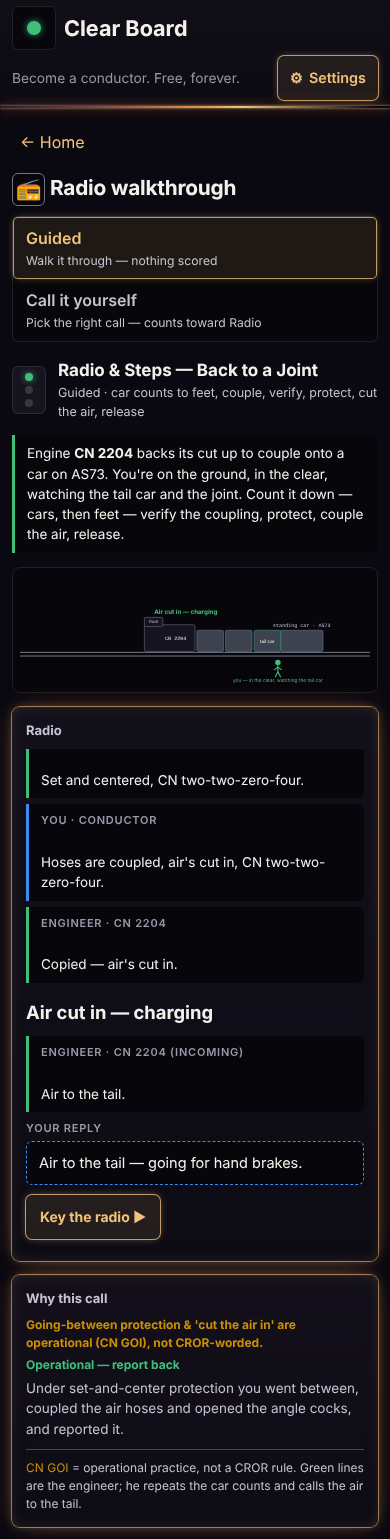 Clear Board
Become a conductor. Free, forever.
⚙ Settings
← Home
📻 Radio walkthrough
Guided
Walk it through — nothing scored
Call it yourself
Pick the right call — counts toward Radio
Radio & Steps — Back to a Joint
Guided · car counts to feet, couple, verify, protect, cut
the air, release
Engine CN 2204 backs its cut up to couple onto a
car on AS73. You're on the ground, in the clear,
watching the tail car and the joint. Count it down —
cars, then feet — verify the coupling, protect, couple
the air, release.
Air cut in — charging
front
CN 2204
standing car · AS73
tail car
you — in the clear, watching the tail car
Radio
Set and centered, CN two-two-zero-four.
YOU · CONDUCTOR
Hoses are coupled, air's cut in, CN two-two-
zero-four.
ENGINEER · CN 2204
Copied — air's cut in.
Air cut in — charging
ENGINEER · CN 2204 (INCOMING)
Air to the tail.
YOUR REPLY
Air to the tail — going for hand brakes.
Key the radio ▶
Why this call
Going-between protection & 'cut the air in' are
operational (CN GOI), not CROR-worded.
Operational — report back
Under set-and-center protection you went between,
coupled the air hoses and opened the angle cocks,
and reported it.
CN GOI = operational practice, not a CROR rule. Green lines
are the engineer; he repeats the car counts and calls the air
to the tail.